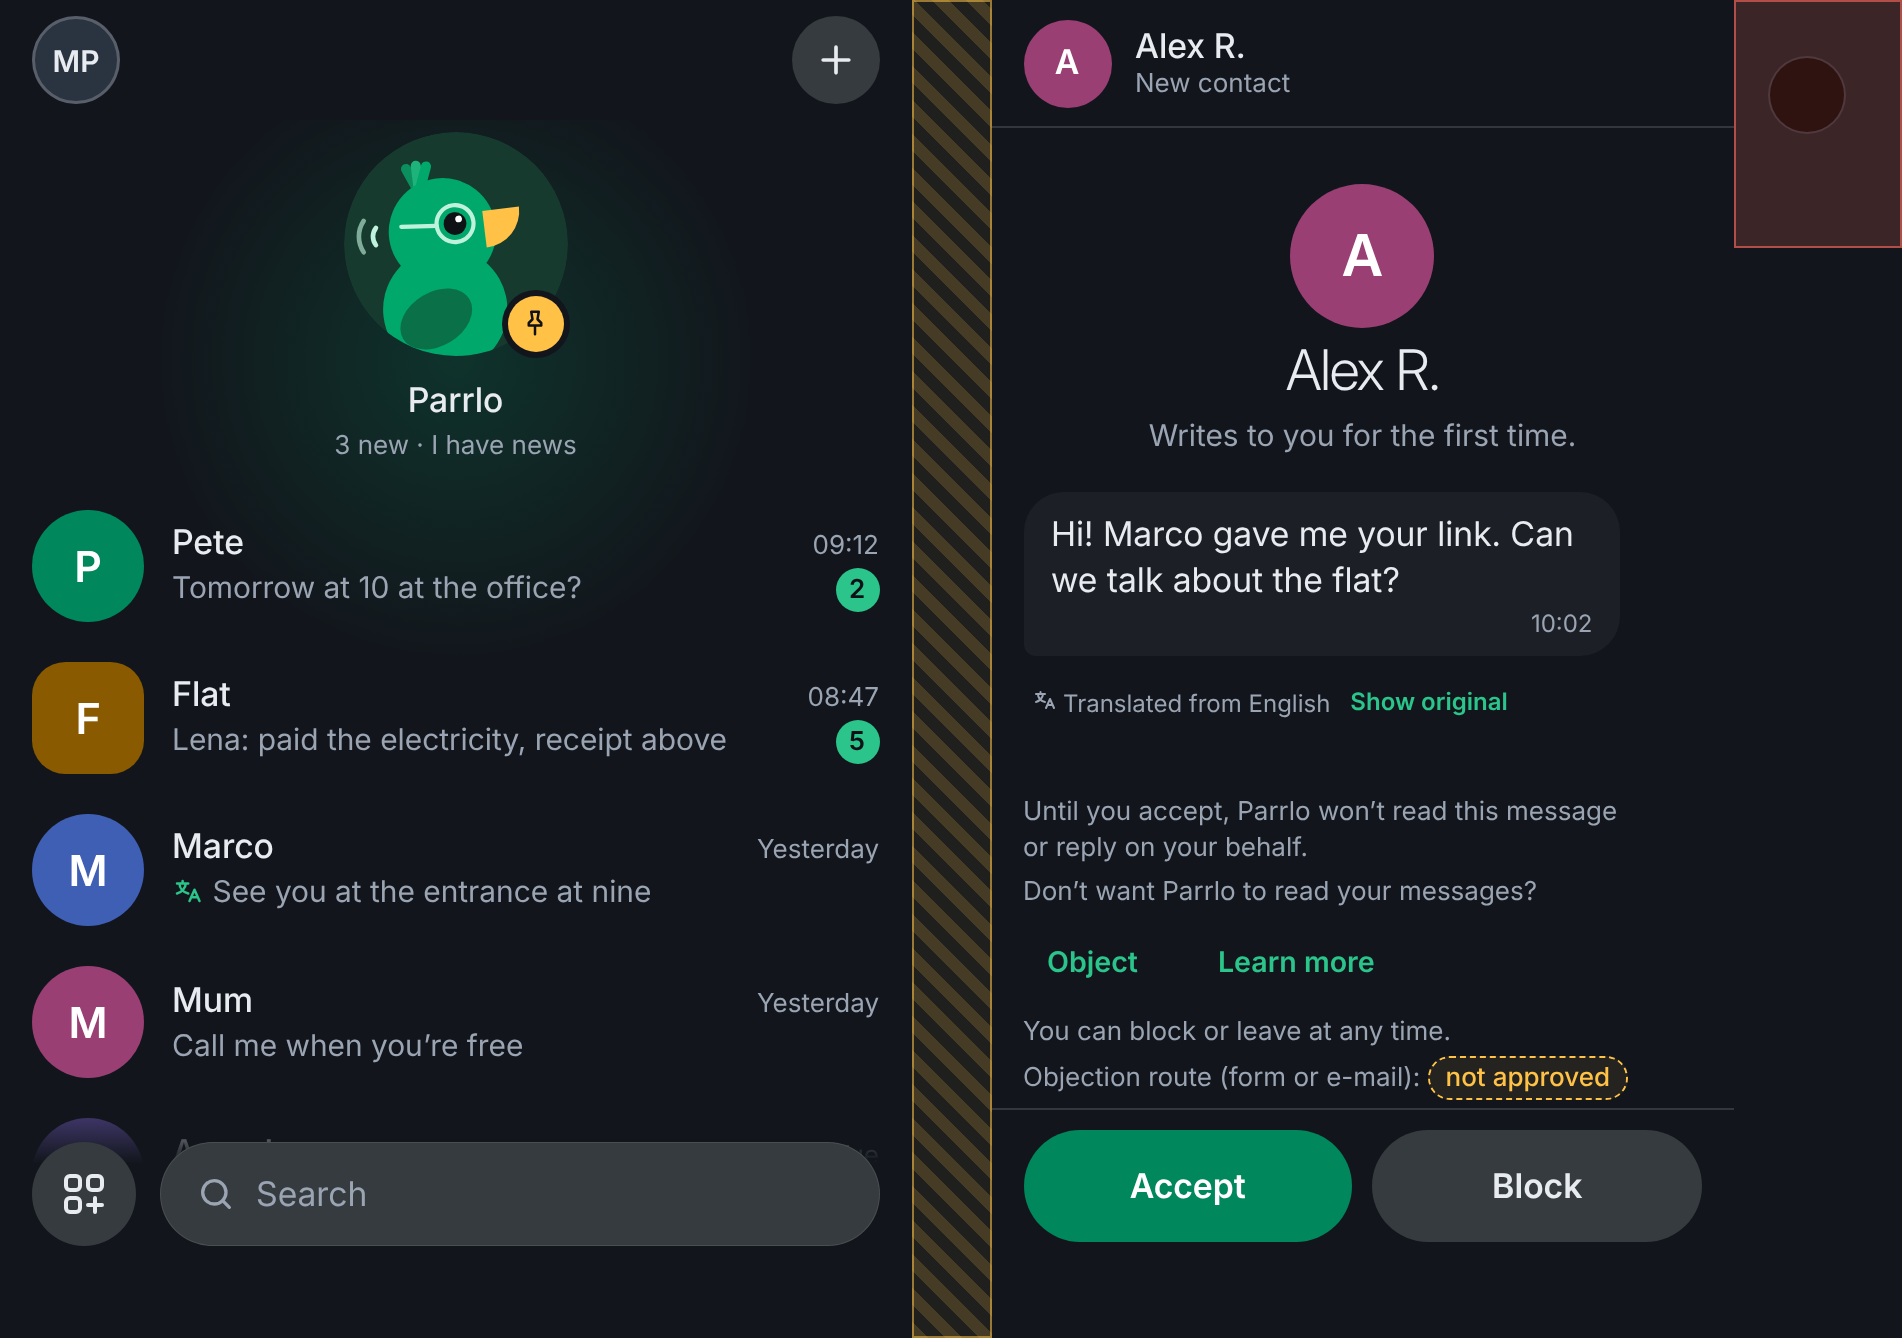 MP
Parrlo
3 new · I have news
P
Pete
09:12
Tomorrow at 10 at the office?
2
F
Flat
08:47
Lena: paid the electricity, receipt above
5
M
Marco
Yesterday
See you at the entrance at nine
M
Mum
Yesterday
Call me when you’re free
Search
A
Alex R.
New contact
A
Alex R.
Writes to you for the first time.
Hi! Marco gave me your link. Can
we talk about the flat?
10:02
Translated from English Show original
Until you accept, Parrlo won’t read this message
or reply on your behalf.
Don’t want Parrlo to read your messages?
Object Learn more
You can block or leave at any time.
Objection route (form or e-mail): not approved
Accept Block